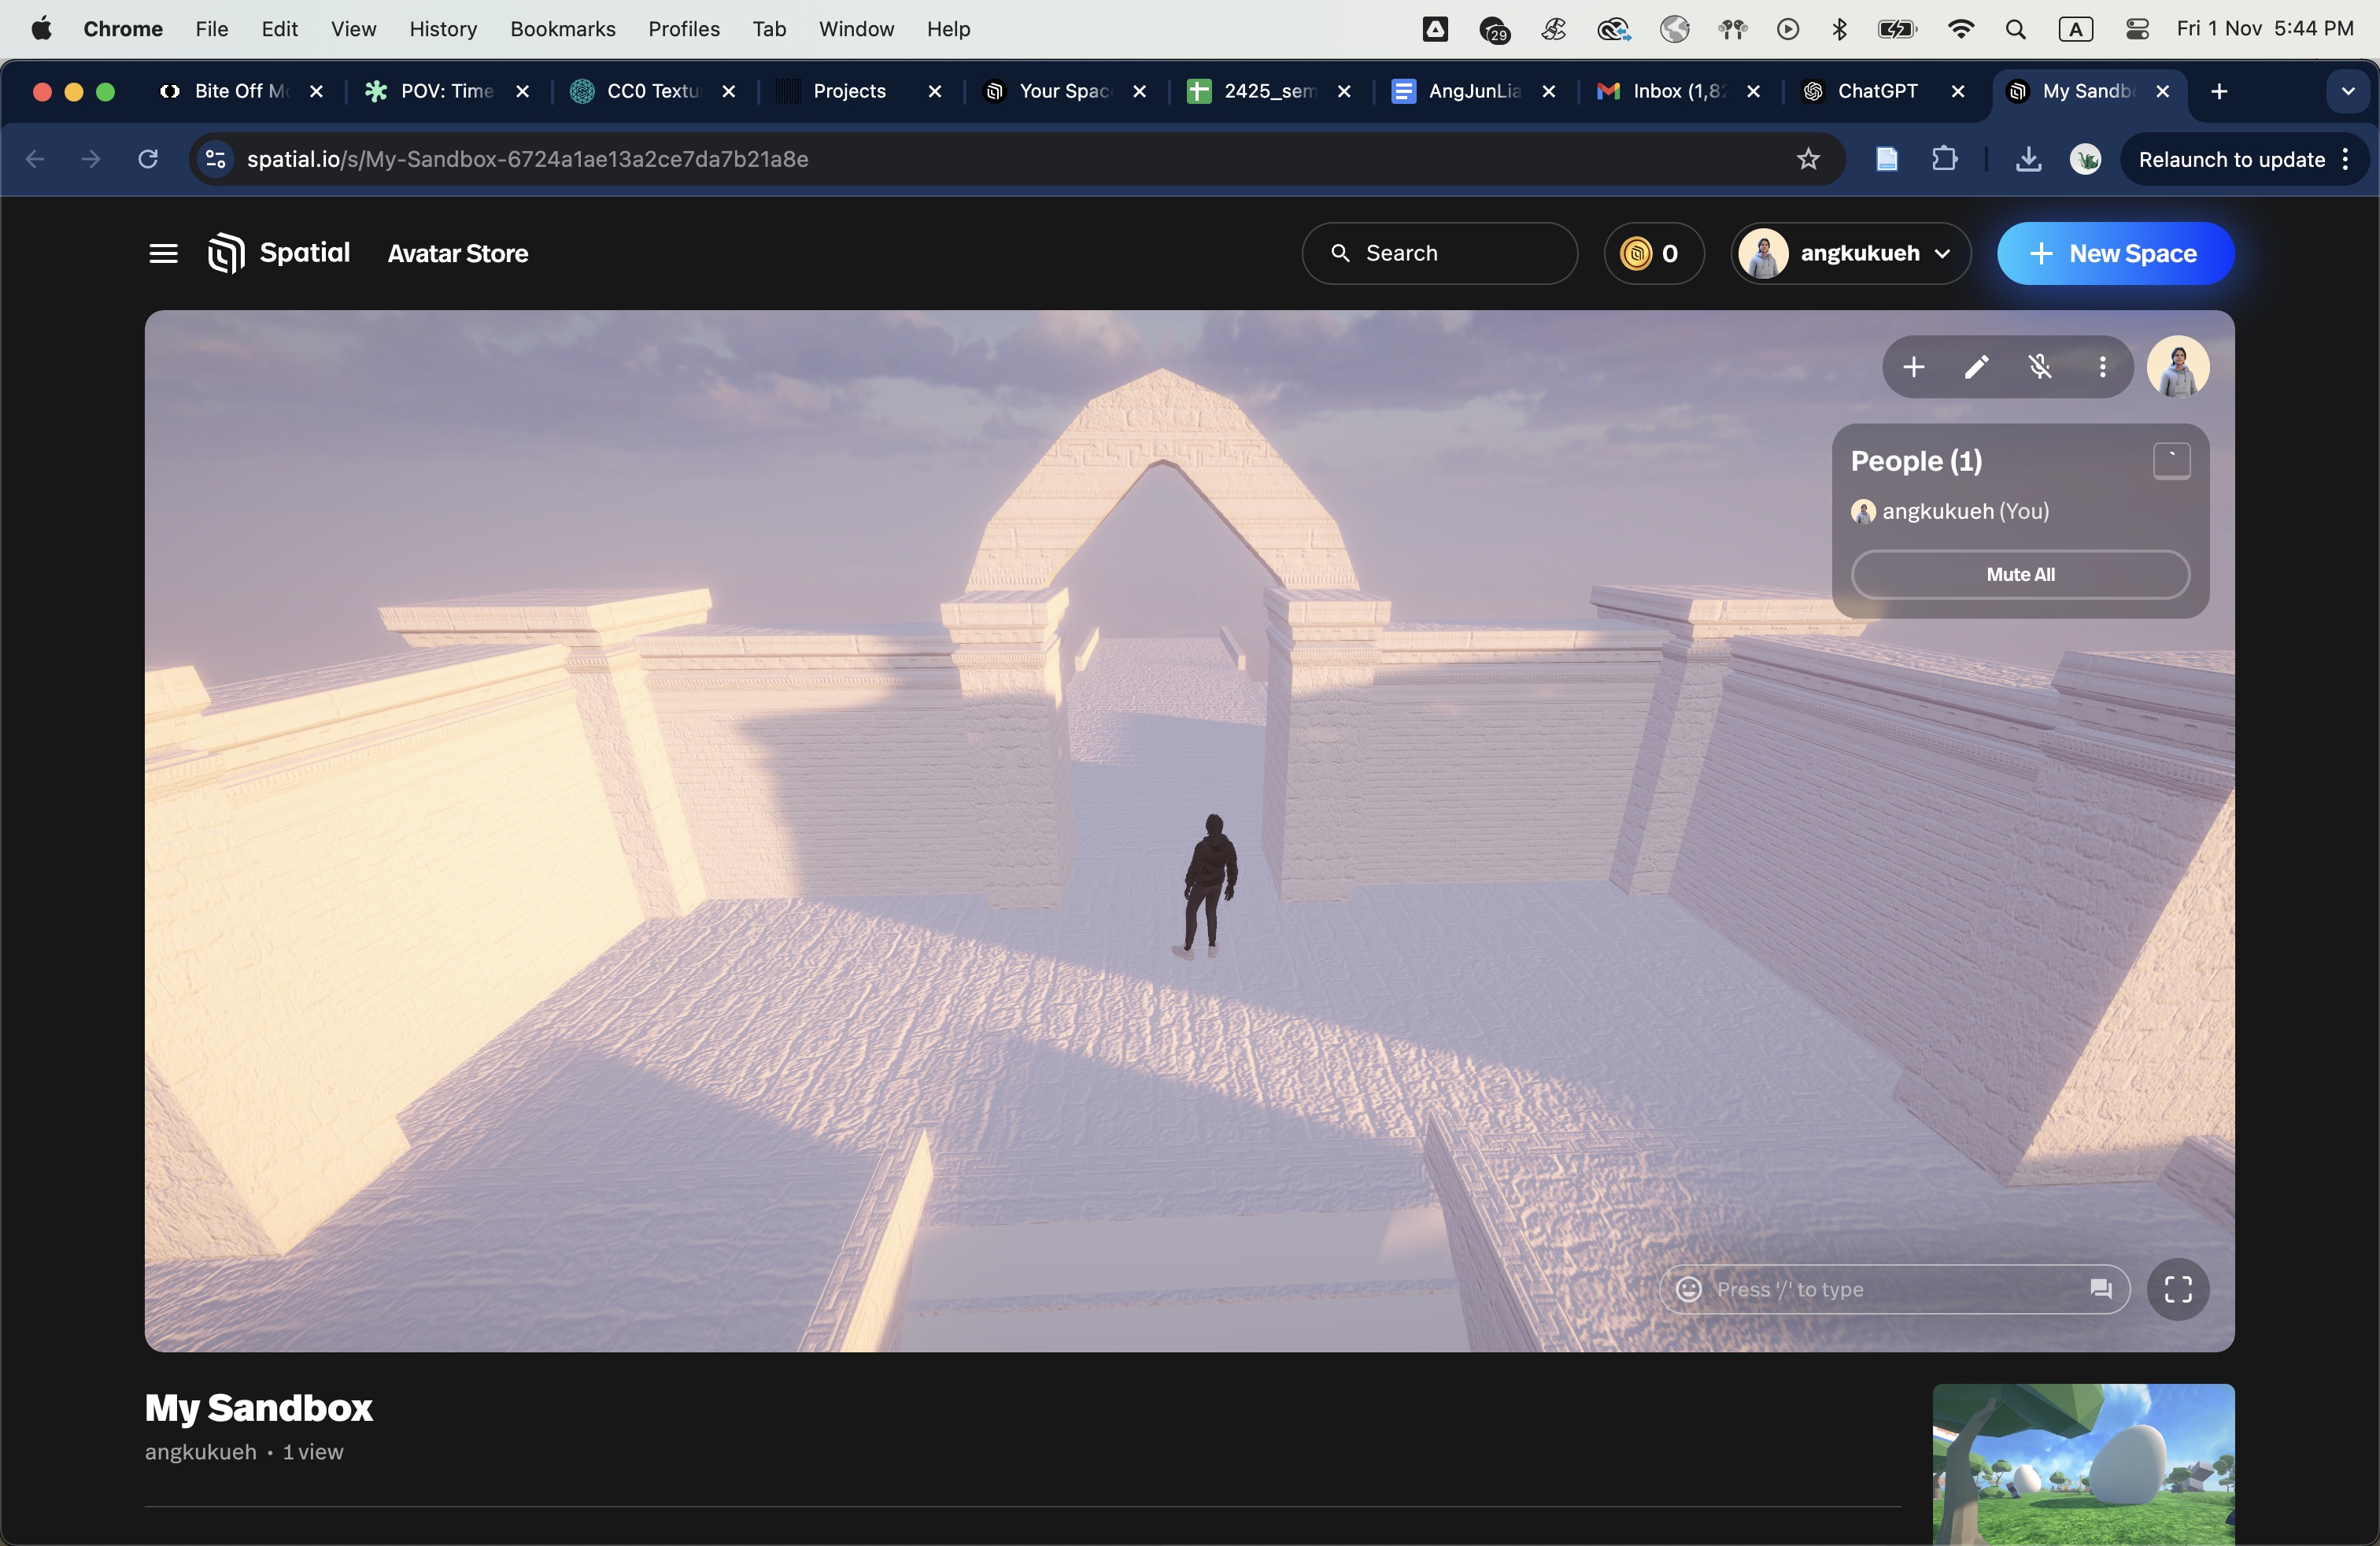 Chrome File Edit View History Bookmarks Profiles Tab Window Help 29 A Fri 1 Nov 5:44 PM
Bite Off Mo POV: Time CC0 Textu Projects Your Spac 2425_sem AngJunLia Inbox (1,82 ChatGPT My Sandb
spatial.io/s/My-Sandbox-6724a1ae13a2ce7da7b21a8e Relaunch to update
Spatial Avatar Store Search 0 angkukueh New Space
People (1)
angkukueh (You)
Mute All
Press '/' to type
My Sandbox
angkukueh • 1 view